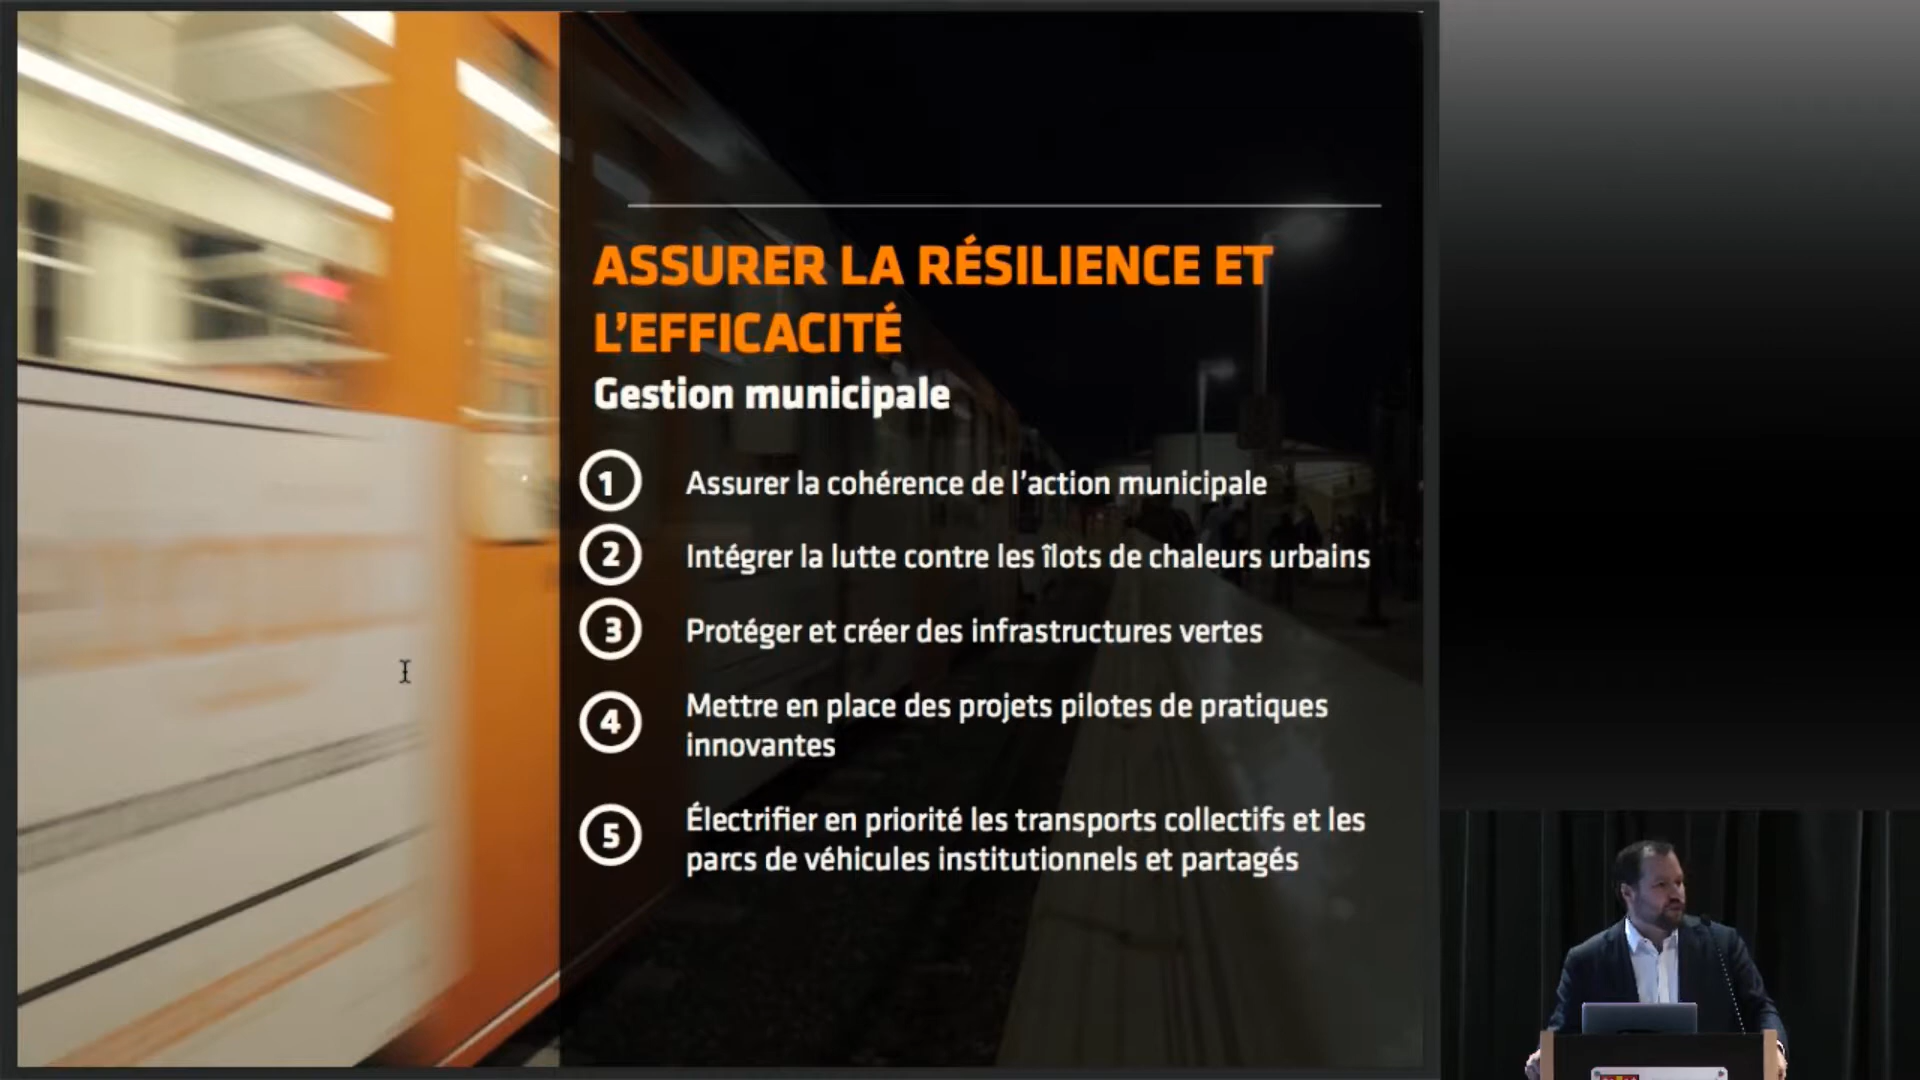 ASSURER LA RÉSILIENCE ET
L'EFFICACITÉ
Gestion municipale
1 Assurer la cohérence de l'action municipale
2 Intégrer la lutte contre les îlots de chaleurs urbains
3 Protéger et créer des infrastructures vertes
4 Mettre en place des projets pilotes de pratiques
innovantes
5 Électrifier en priorité les transports collectifs et les
parcs de véhicules institutionnels et partagés